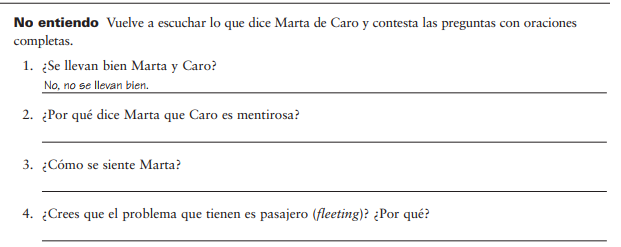 No entiendo Vuelve a escuchar lo que dice Marta de Caro y contesta las preguntas con oraciones
completas.
1. ¿Se llevan bien Marta y Caro?
No, no se llevan bien.
2. ¿Por qué dice Marta que Caro es mentirosa?
3. ¿Cómo se siente Marta?
4. ¿Crees que el problema que tienen es pasajero (fleeting)? ¿Por qué?